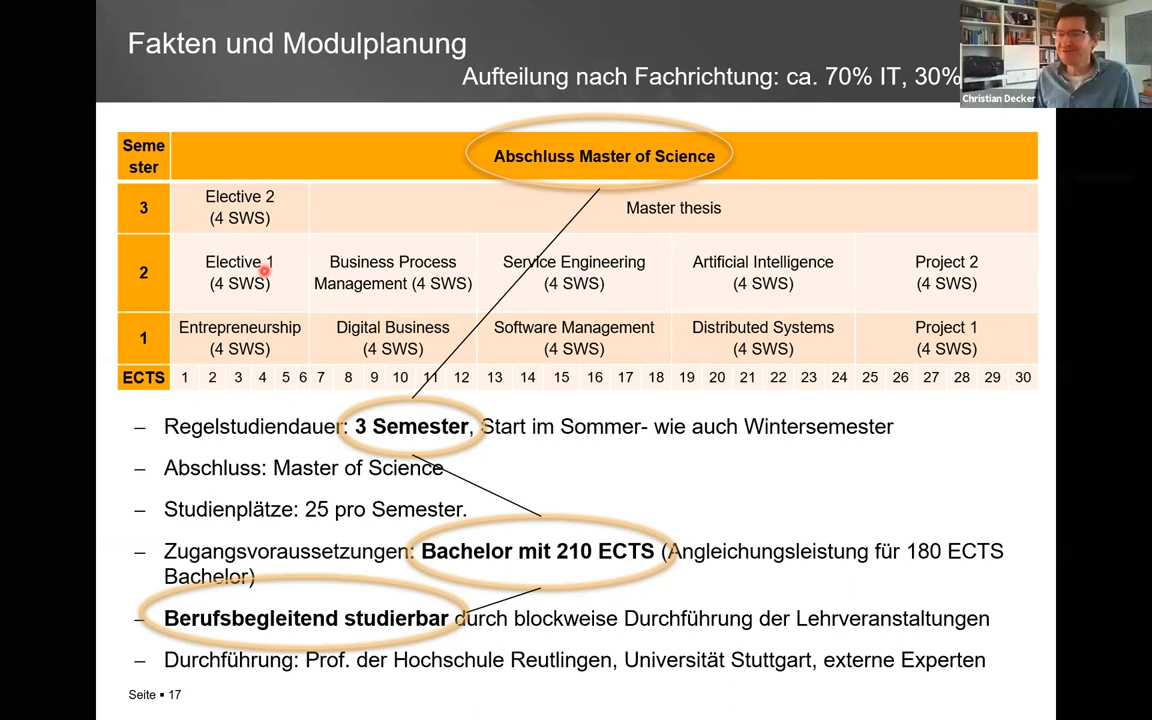 Fakten und Modulplanung
Aufteilung nach Fachrichtung: ca. 70% IT, 30%
Christian Decker
Seme
ster
Abschluss Master of Science
3
Elective 2
(4 SWS)
Master thesis
2
Elective 1
(4 SWS)
Business Process
Management (4 SWS)
Service Engineering
(4 SWS)
Artificial Intelligence
(4 SWS)
Project 2
(4 SWS)
1
Entrepreneurship
(4 SWS)
Digital Business
(4 SWS)
Software Management
(4 SWS)
Distributed Systems
(4 SWS)
Project 1
(4 SWS)
ECTS 1 2 3 4 5 6 7 8 9 10 11 12 13 14 15 16 17 18 19 20 21 22 23 24 25 26 27 28 29 30
– Regelstudiendauer: 3 Semester, Start im Sommer- wie auch Wintersemester
– Abschluss: Master of Science
– Studienplätze: 25 pro Semester.
– Zugangsvoraussetzungen: Bachelor mit 210 ECTS (Angleichungsleistung für 180 ECTS
Bachelor)
– Berufsbegleitend studierbar durch blockweise Durchführung der Lehrveranstaltungen
– Durchführung: Prof. der Hochschule Reutlingen, Universität Stuttgart, externe Experten
Seite ▪ 17